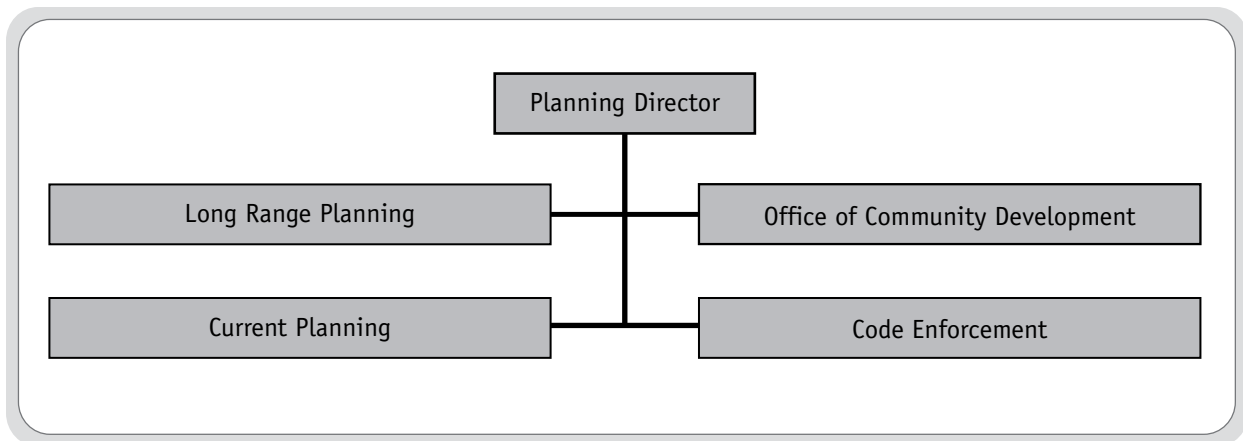 Planning Director
Long Range Planning
Office of Community Development
Current Planning
Code Enforcement